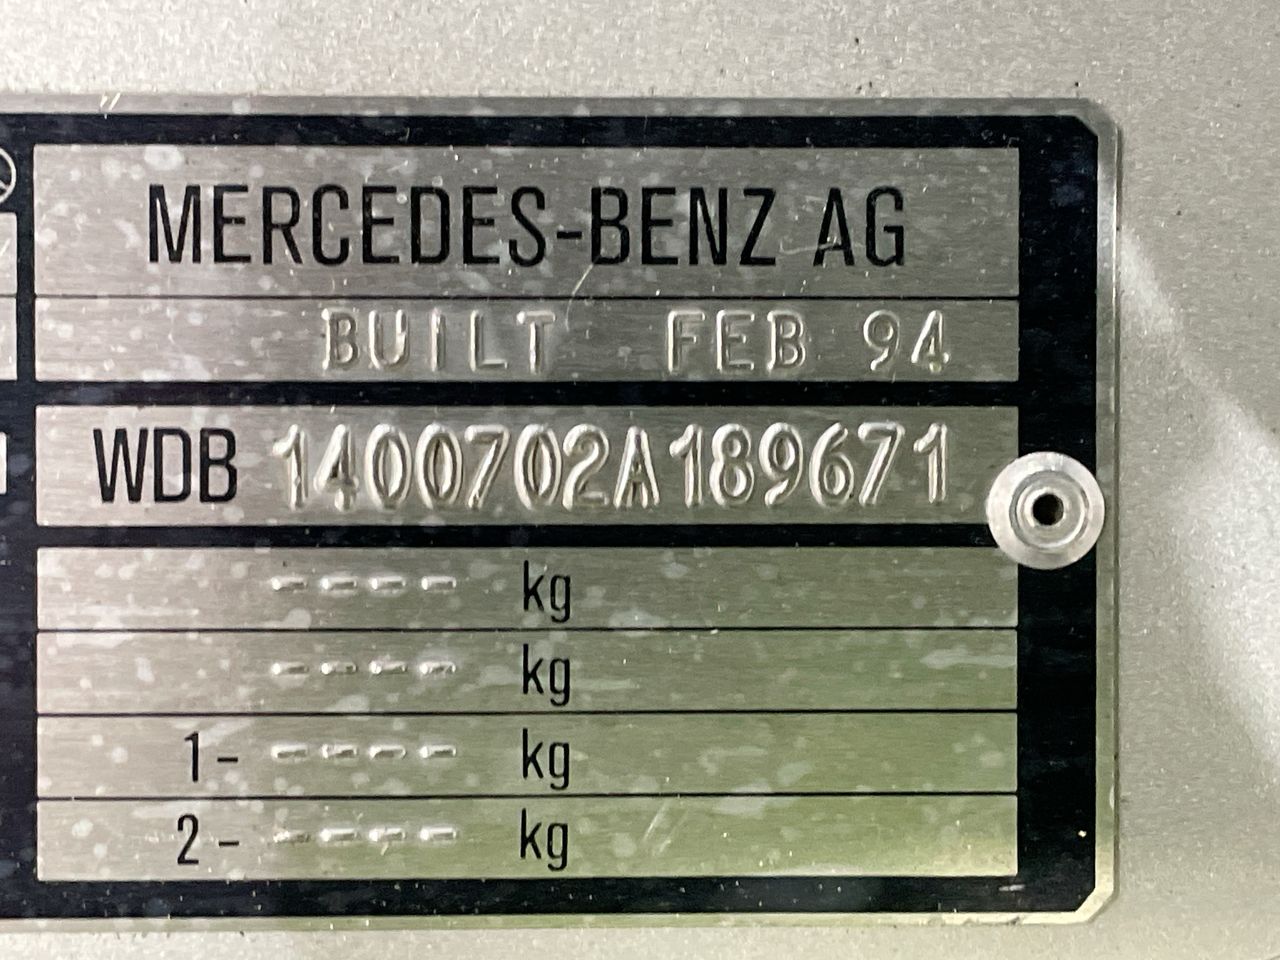 MERCEDES-BENZ AG
BUILT FEB 94
WDB 1400702A189671
---- kg
---- kg
1- ---- kg
2- ---- kg